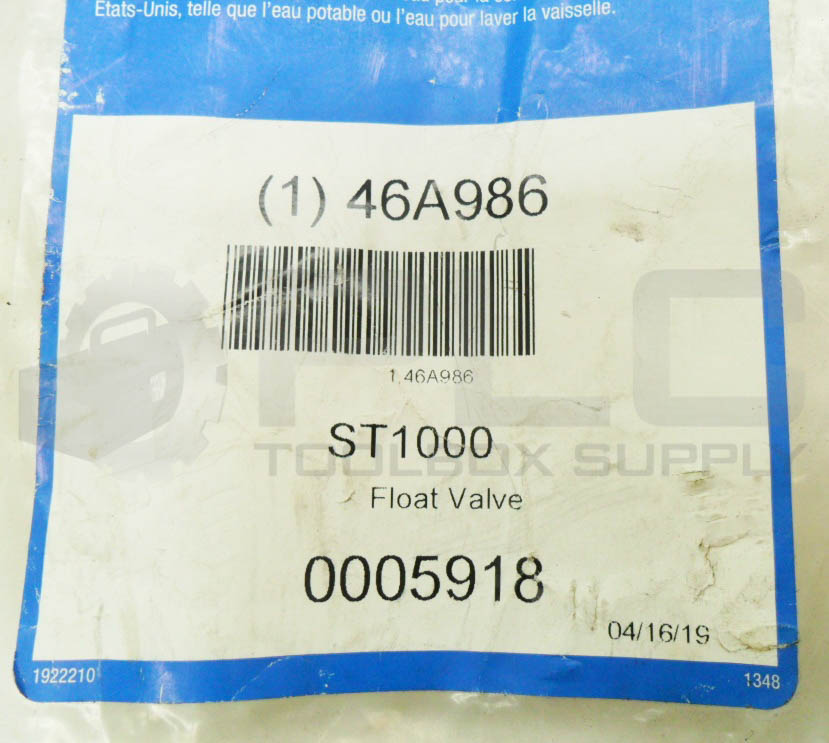 États-Unis, telle que l'eau potable ou l'eau pour laver la vaisselle.
(1) 46A986
1,46A986
ST1000
Float Valve
0005918
04/16/19
1922210
1348
PLC
TOOLBOX SUPPLY